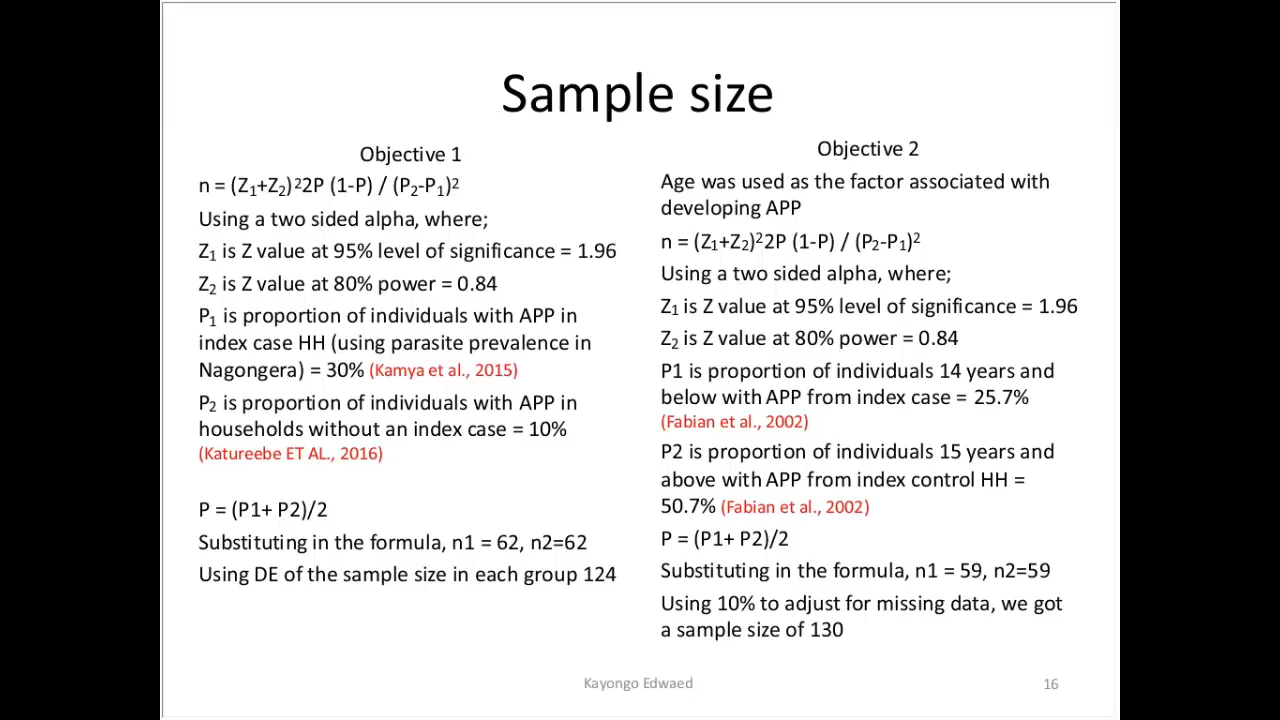 Sample size
Objective 1
n = (Z₁+Z₂)²2P (1-P) / (P₂-P₁)²
Using a two sided alpha, where;
Z₁ is Z value at 95% level of significance = 1.96
Z₂ is Z value at 80% power = 0.84
P₁ is proportion of individuals with APP in
index case HH (using parasite prevalence in
Nagongera) = 30% (Kamya et al., 2015)
P₂ is proportion of individuals with APP in
households without an index case = 10%
(Katureebe ET AL., 2016)
P = (P1+ P2)/2
Substituting in the formula, n1 = 62, n2=62
Using DE of the sample size in each group 124
Objective 2
Age was used as the factor associated with
developing APP
n = (Z₁+Z₂)²2P (1-P) / (P₂-P₁)²
Using a two sided alpha, where;
Z₁ is Z value at 95% level of significance = 1.96
Z₂ is Z value at 80% power = 0.84
P1 is proportion of individuals 14 years and
below with APP from index case = 25.7%
(Fabian et al., 2002)
P2 is proportion of individuals 15 years and
above with APP from index control HH =
50.7% (Fabian et al., 2002)
P = (P1+ P2)/2
Substituting in the formula, n1 = 59, n2=59
Using 10% to adjust for missing data, we got
a sample size of 130
Kayongo Edwaed
16